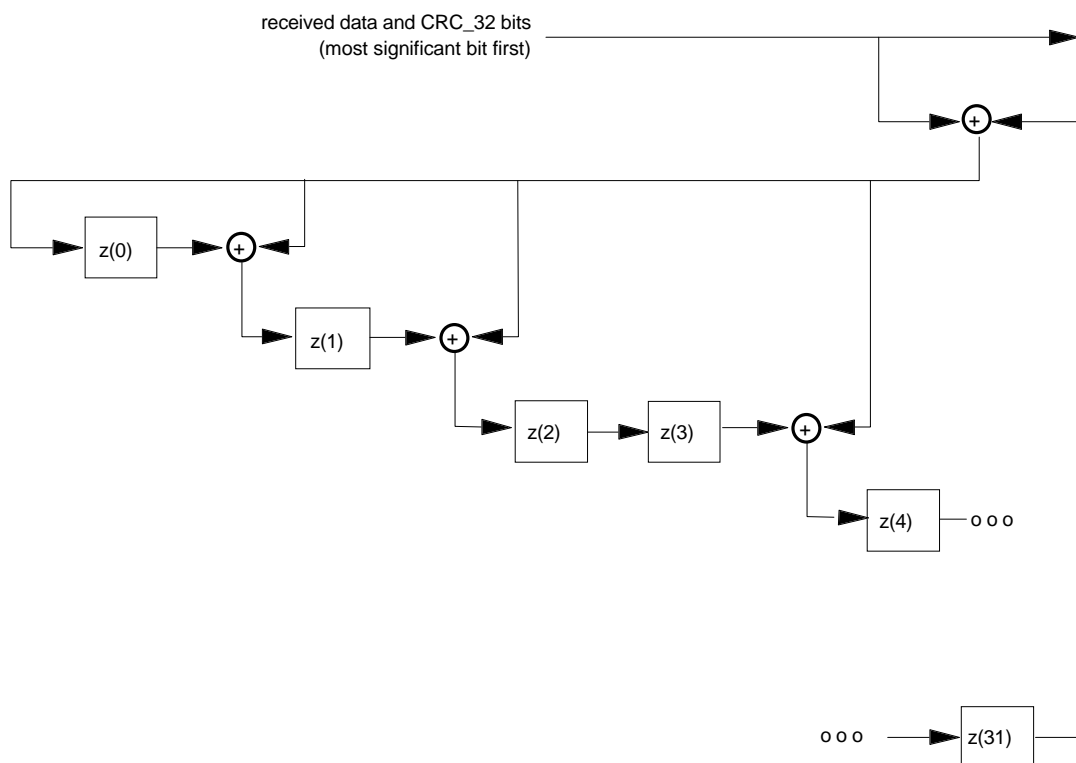 received data and CRC_32 bits
(most significant bit first)
+
z(0)
+
z(1)
+
z(2)
z(3)
+
z(4)
o o o
o o o
z(31)